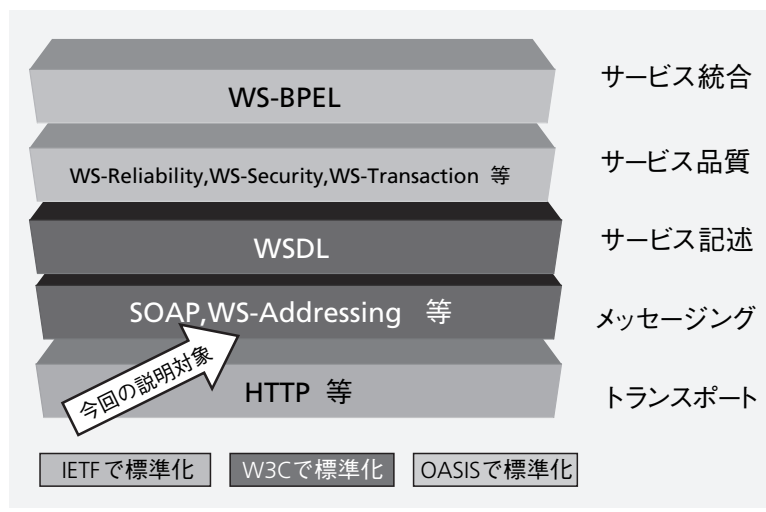 WS-BPEL
サービス統合
WS-Reliability,WS-Security,WS-Transaction 等
サービス品質
WSDL
サービス記述
SOAP,WS-Addressing 等
メッセージング
今回の説明対象
HTTP 等
トランスポート
IETFで標準化
W3Cで標準化
OASISで標準化